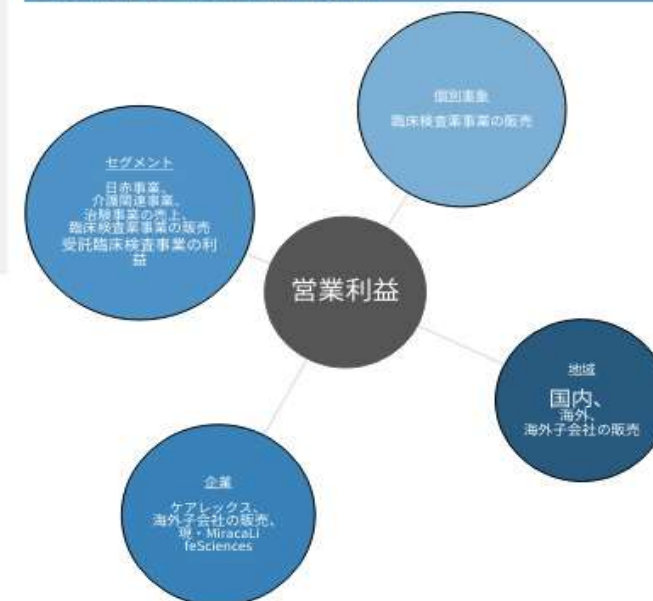 個別事象
臨床検査薬事業の販売
セグメント
日赤事業、
介護関連事業、
治験事業の売上、
臨床検査薬事業の販売
受託臨床検査事業の利
益
営業利益
地域
国内、
海外、
海外子会社の販売
企業
ケアレックス、
海外子会社の販売、
現・MiracaLi
feSciences